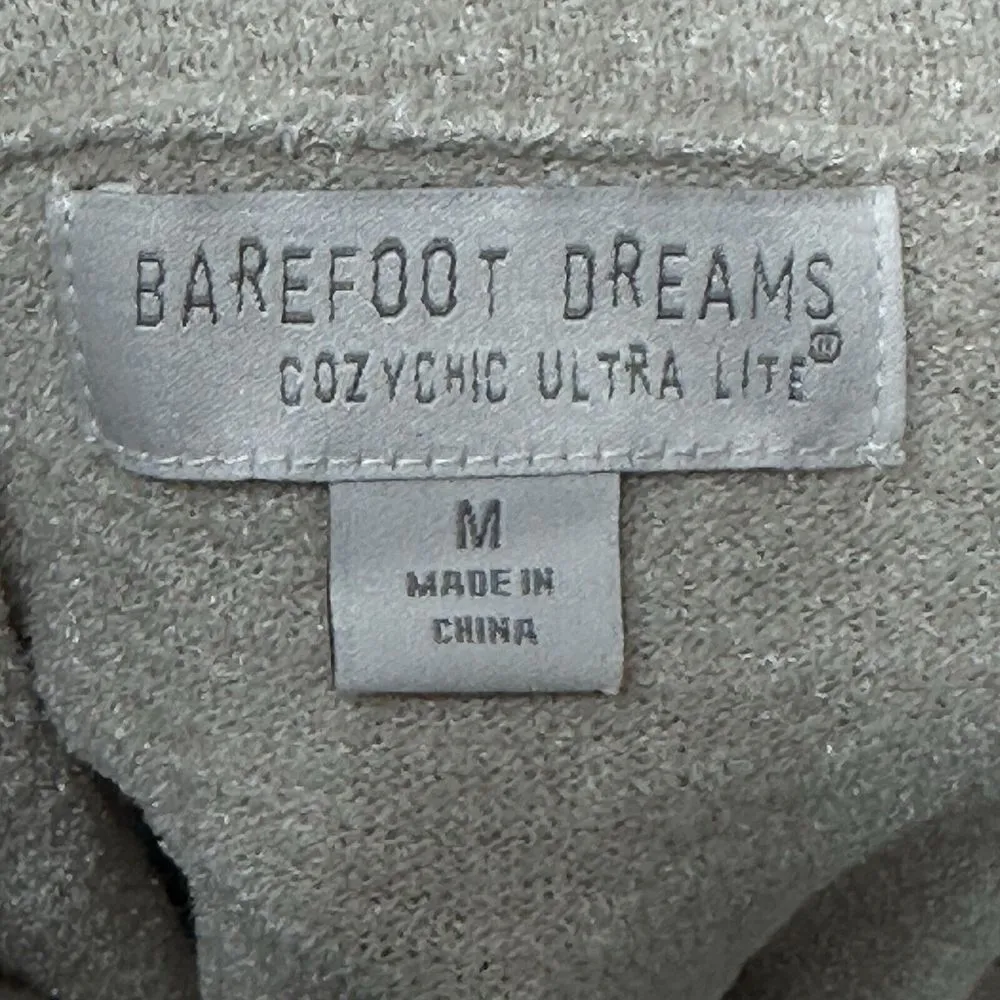 BAREFOOT DREAMS
COZYCHIC ULTRA LITE®
M
MADE IN
CHINA